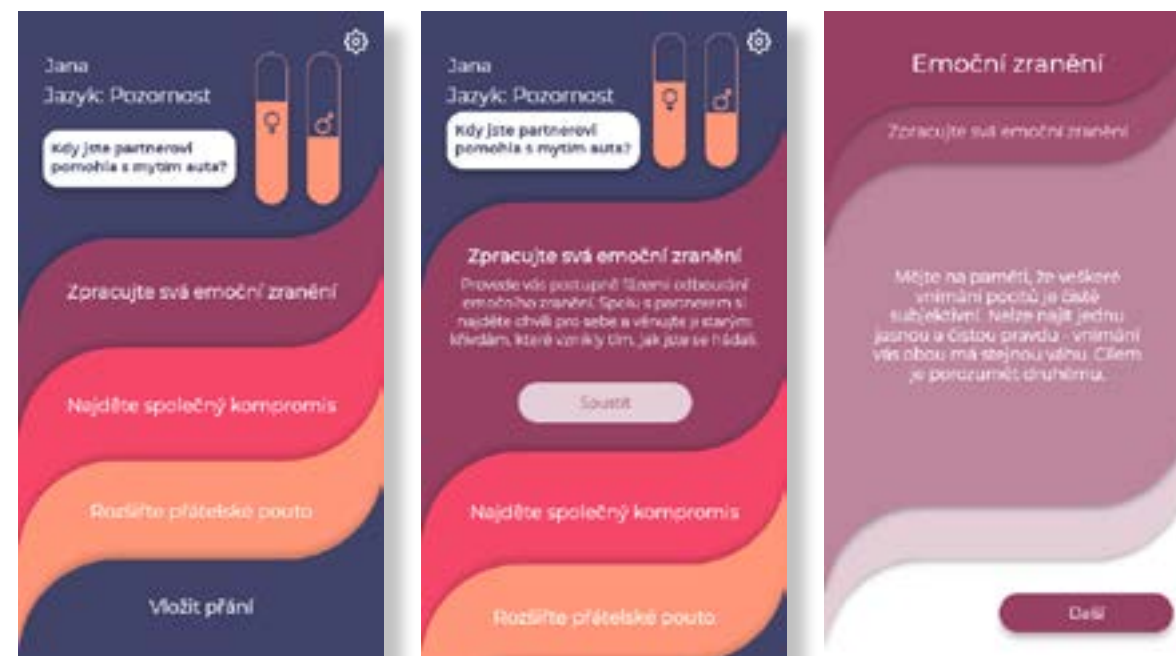 Jana
Jazyk: Pozornost
Kdy jste partnerovi
pomohla s mytím auta?
Zpracujte svá emoční zranění
Najděte společný kompromis
Rozšiřte přátelské pouto
Vložit přání
Jana
Jazyk: Pozornost
Kdy jste partnerovi
pomohla s mytím auta?
Zpracujte svá emoční zranění
Provede vás postupně fázemi odbourání
emočního zranění. Spolu s partnerem si
najděte chvíli pro sebe a věnujte ji starým
křivdám, které vznikly tím, jak jste se hádali.
Spustit
Najděte společný kompromis
Rozšiřte přátelské pouto
Emoční zranění
Zpracujte svá emoční zranění
Mějte na paměti, že veškeré
vnímání pocitů je čistě
subjektivní. Nelze najít jednu
jasnou a čistou pravdu - vnímání
vás obou má stejnou váhu. Cílem
je porozumět druhému.
Další